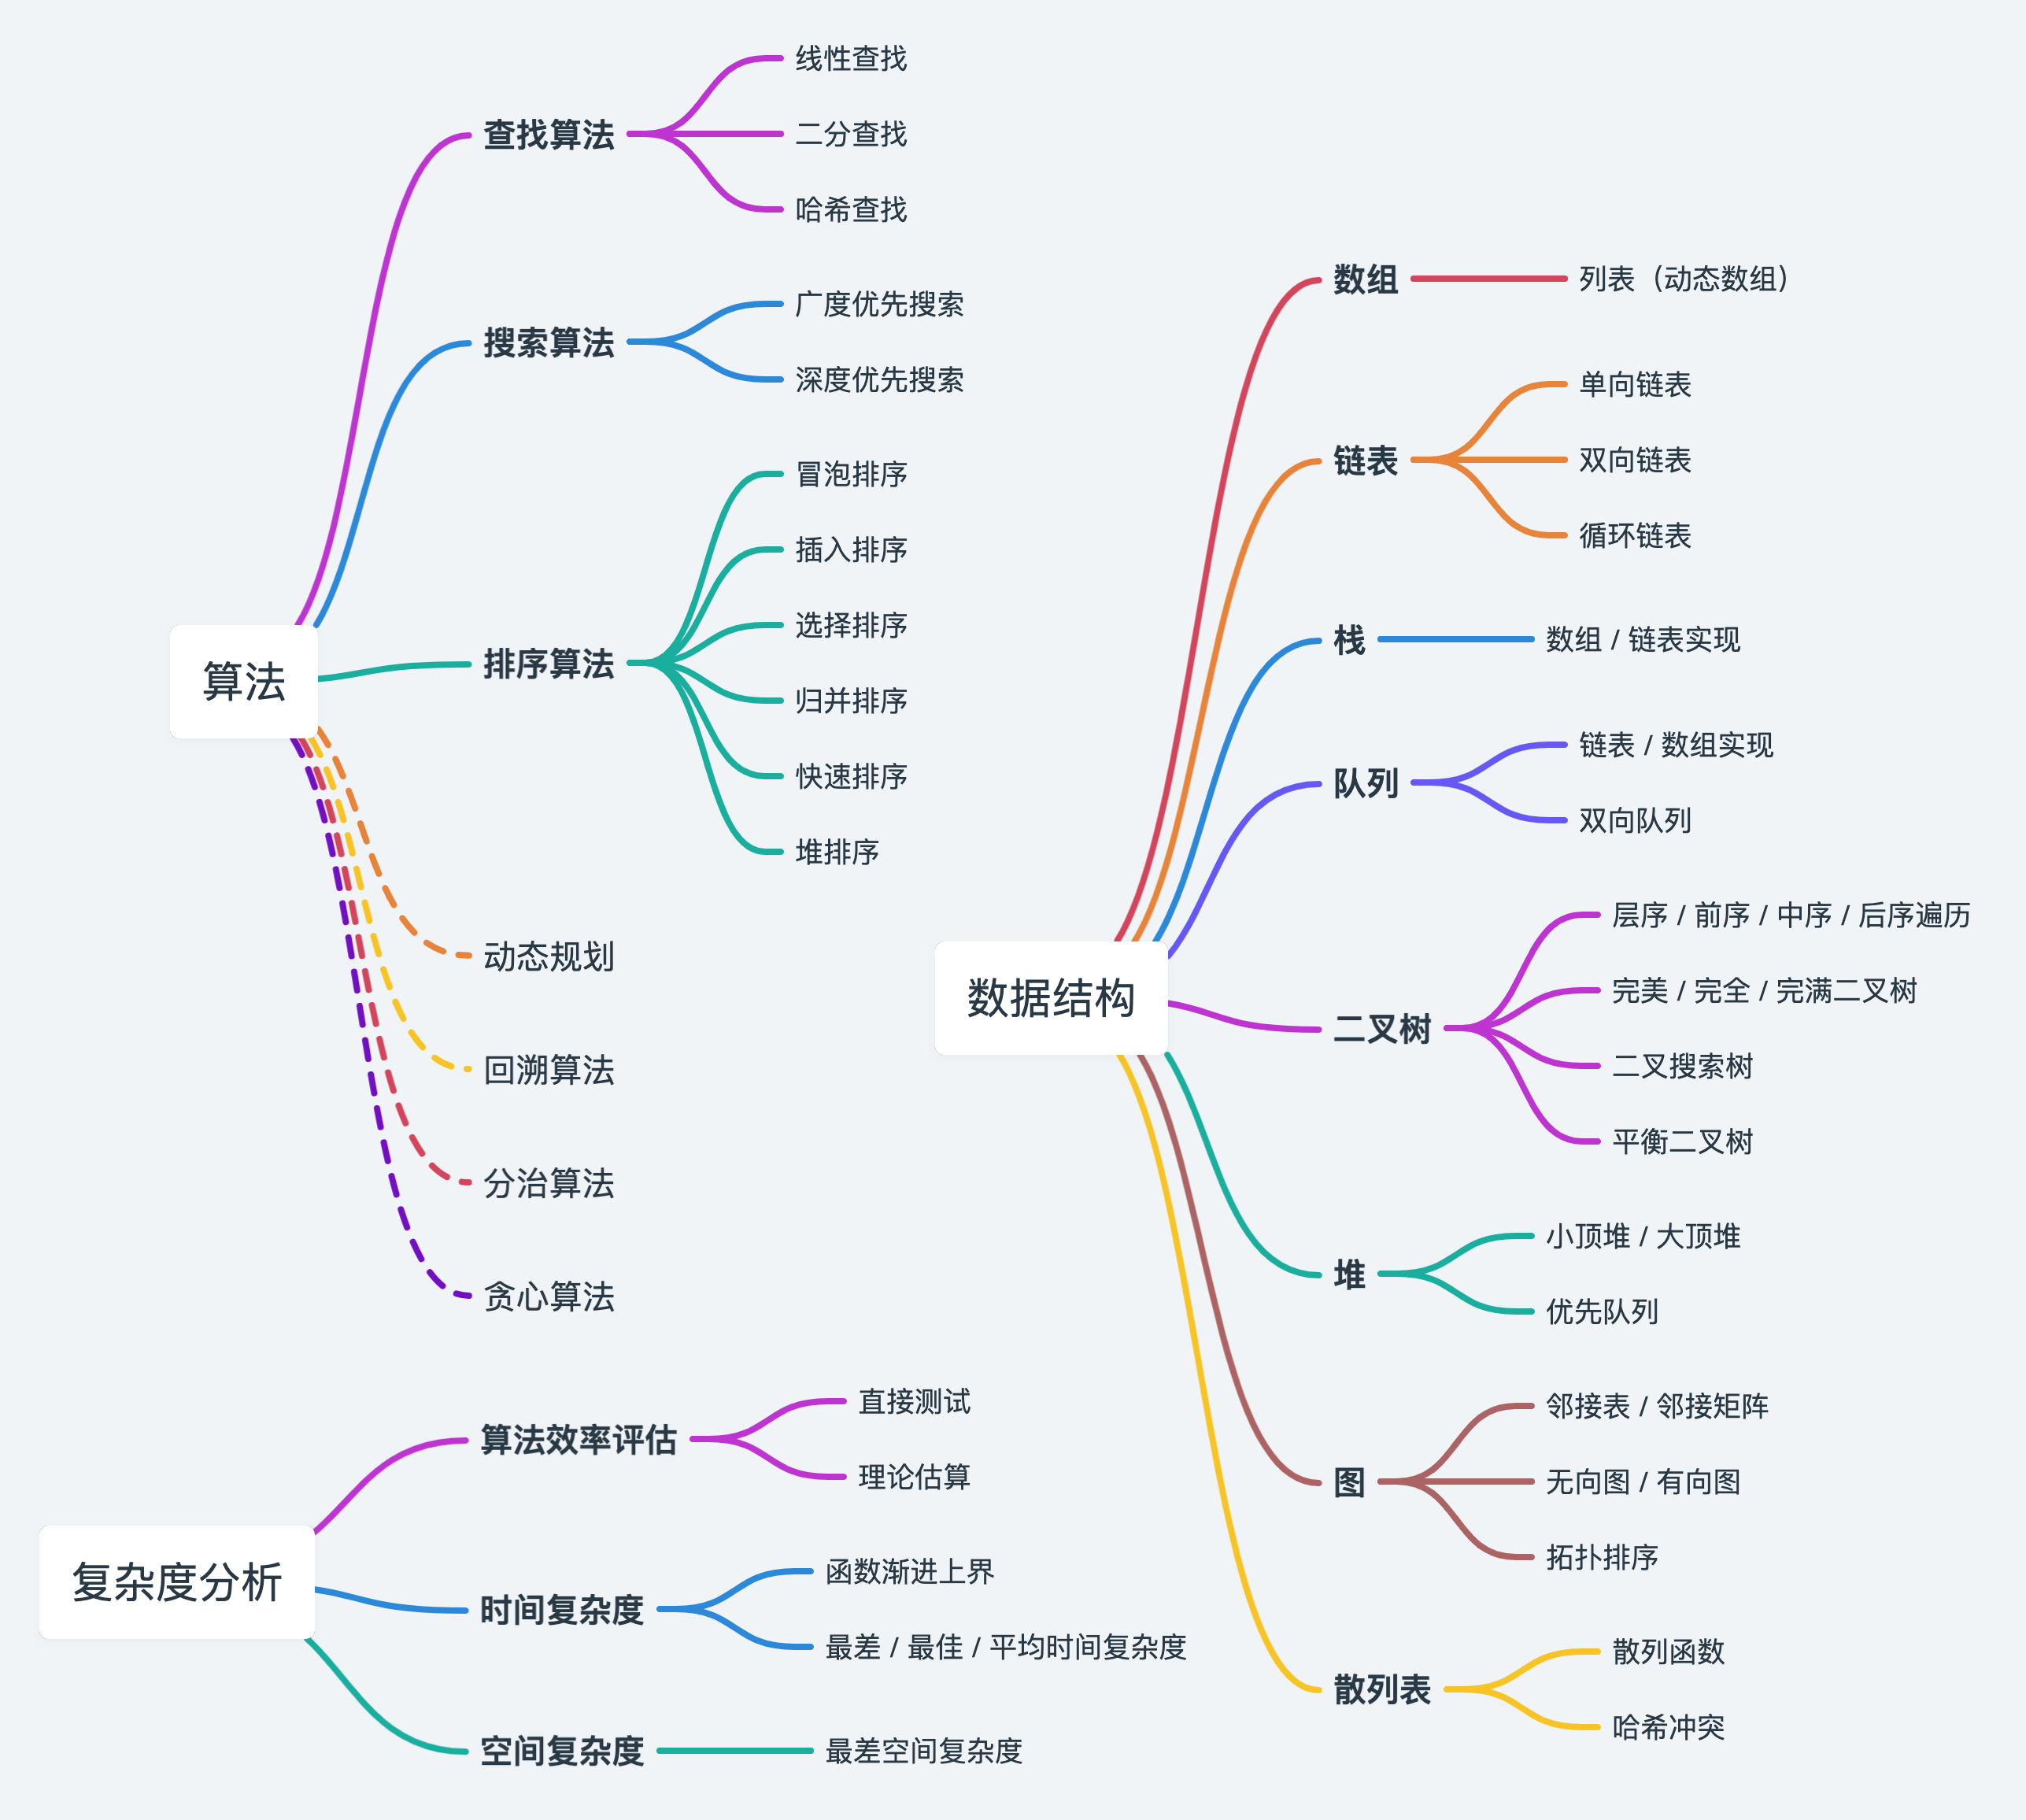 算法
查找算法
线性查找
二分查找
哈希查找
搜索算法
广度优先搜索
深度优先搜索
排序算法
冒泡排序
插入排序
选择排序
归并排序
快速排序
堆排序
动态规划
回溯算法
分治算法
贪心算法
复杂度分析
算法效率评估
直接测试
理论估算
时间复杂度
函数渐进上界
最差 / 最佳 / 平均时间复杂度
空间复杂度
最差空间复杂度
数据结构
数组
列表（动态数组）
链表
单向链表
双向链表
循环链表
栈
数组 / 链表实现
队列
链表 / 数组实现
双向队列
二叉树
层序 / 前序 / 中序 / 后序遍历
完美 / 完全 / 完满二叉树
二叉搜索树
平衡二叉树
堆
小顶堆 / 大顶堆
优先队列
图
邻接表 / 邻接矩阵
无向图 / 有向图
拓扑排序
散列表
散列函数
哈希冲突